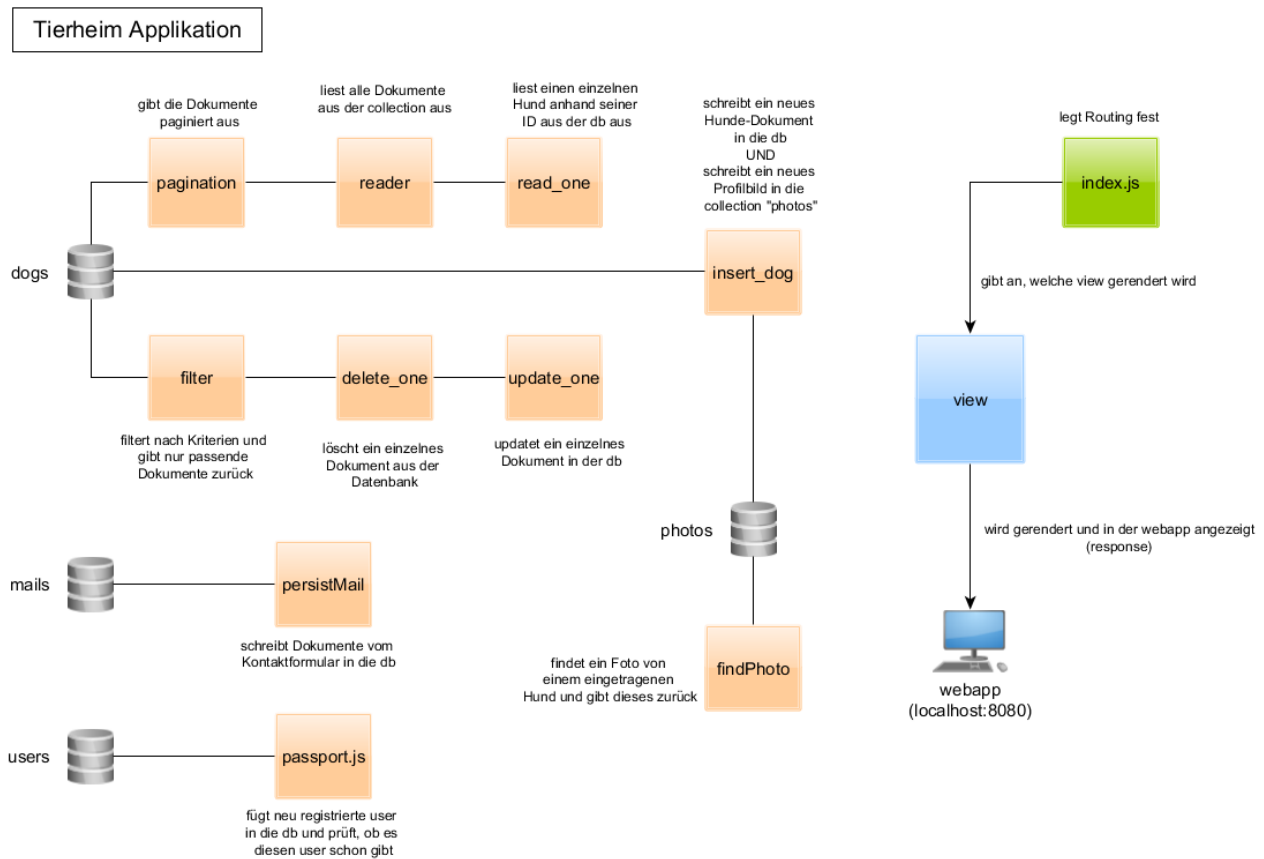 Tierheim Applikation
gibt die Dokumente
paginiert aus
liest alle Dokumente
aus der collection aus
liest einen einzelnen
Hund anhand seiner
ID aus der db aus
schreibt ein neues
Hunde-Dokument
in die db
UND
schreibt ein neues
Profilbild in die
collection "photos"
legt Routing fest
pagination
reader
read_one
index.js
dogs
insert_dog
gibt an, welche view gerendert wird
filter
delete_one
update_one
view
filtert nach Kriterien und
gibt nur passende
Dokumente zurück
löscht ein einzelnes
Dokument aus der
Datenbank
updatet ein einzelnes
Dokument in der db
photos
wird gerendert und in der webapp angezeigt
(response)
mails
persistMail
schreibt Dokumente vom
Kontaktformular in die db
findet ein Foto von
einem eingetragenen
Hund und gibt dieses zurück
findPhoto
webapp
(localhost:8080)
users
passport.js
fügt neu registrierte user
in die db und prüft, ob es
diesen user schon gibt